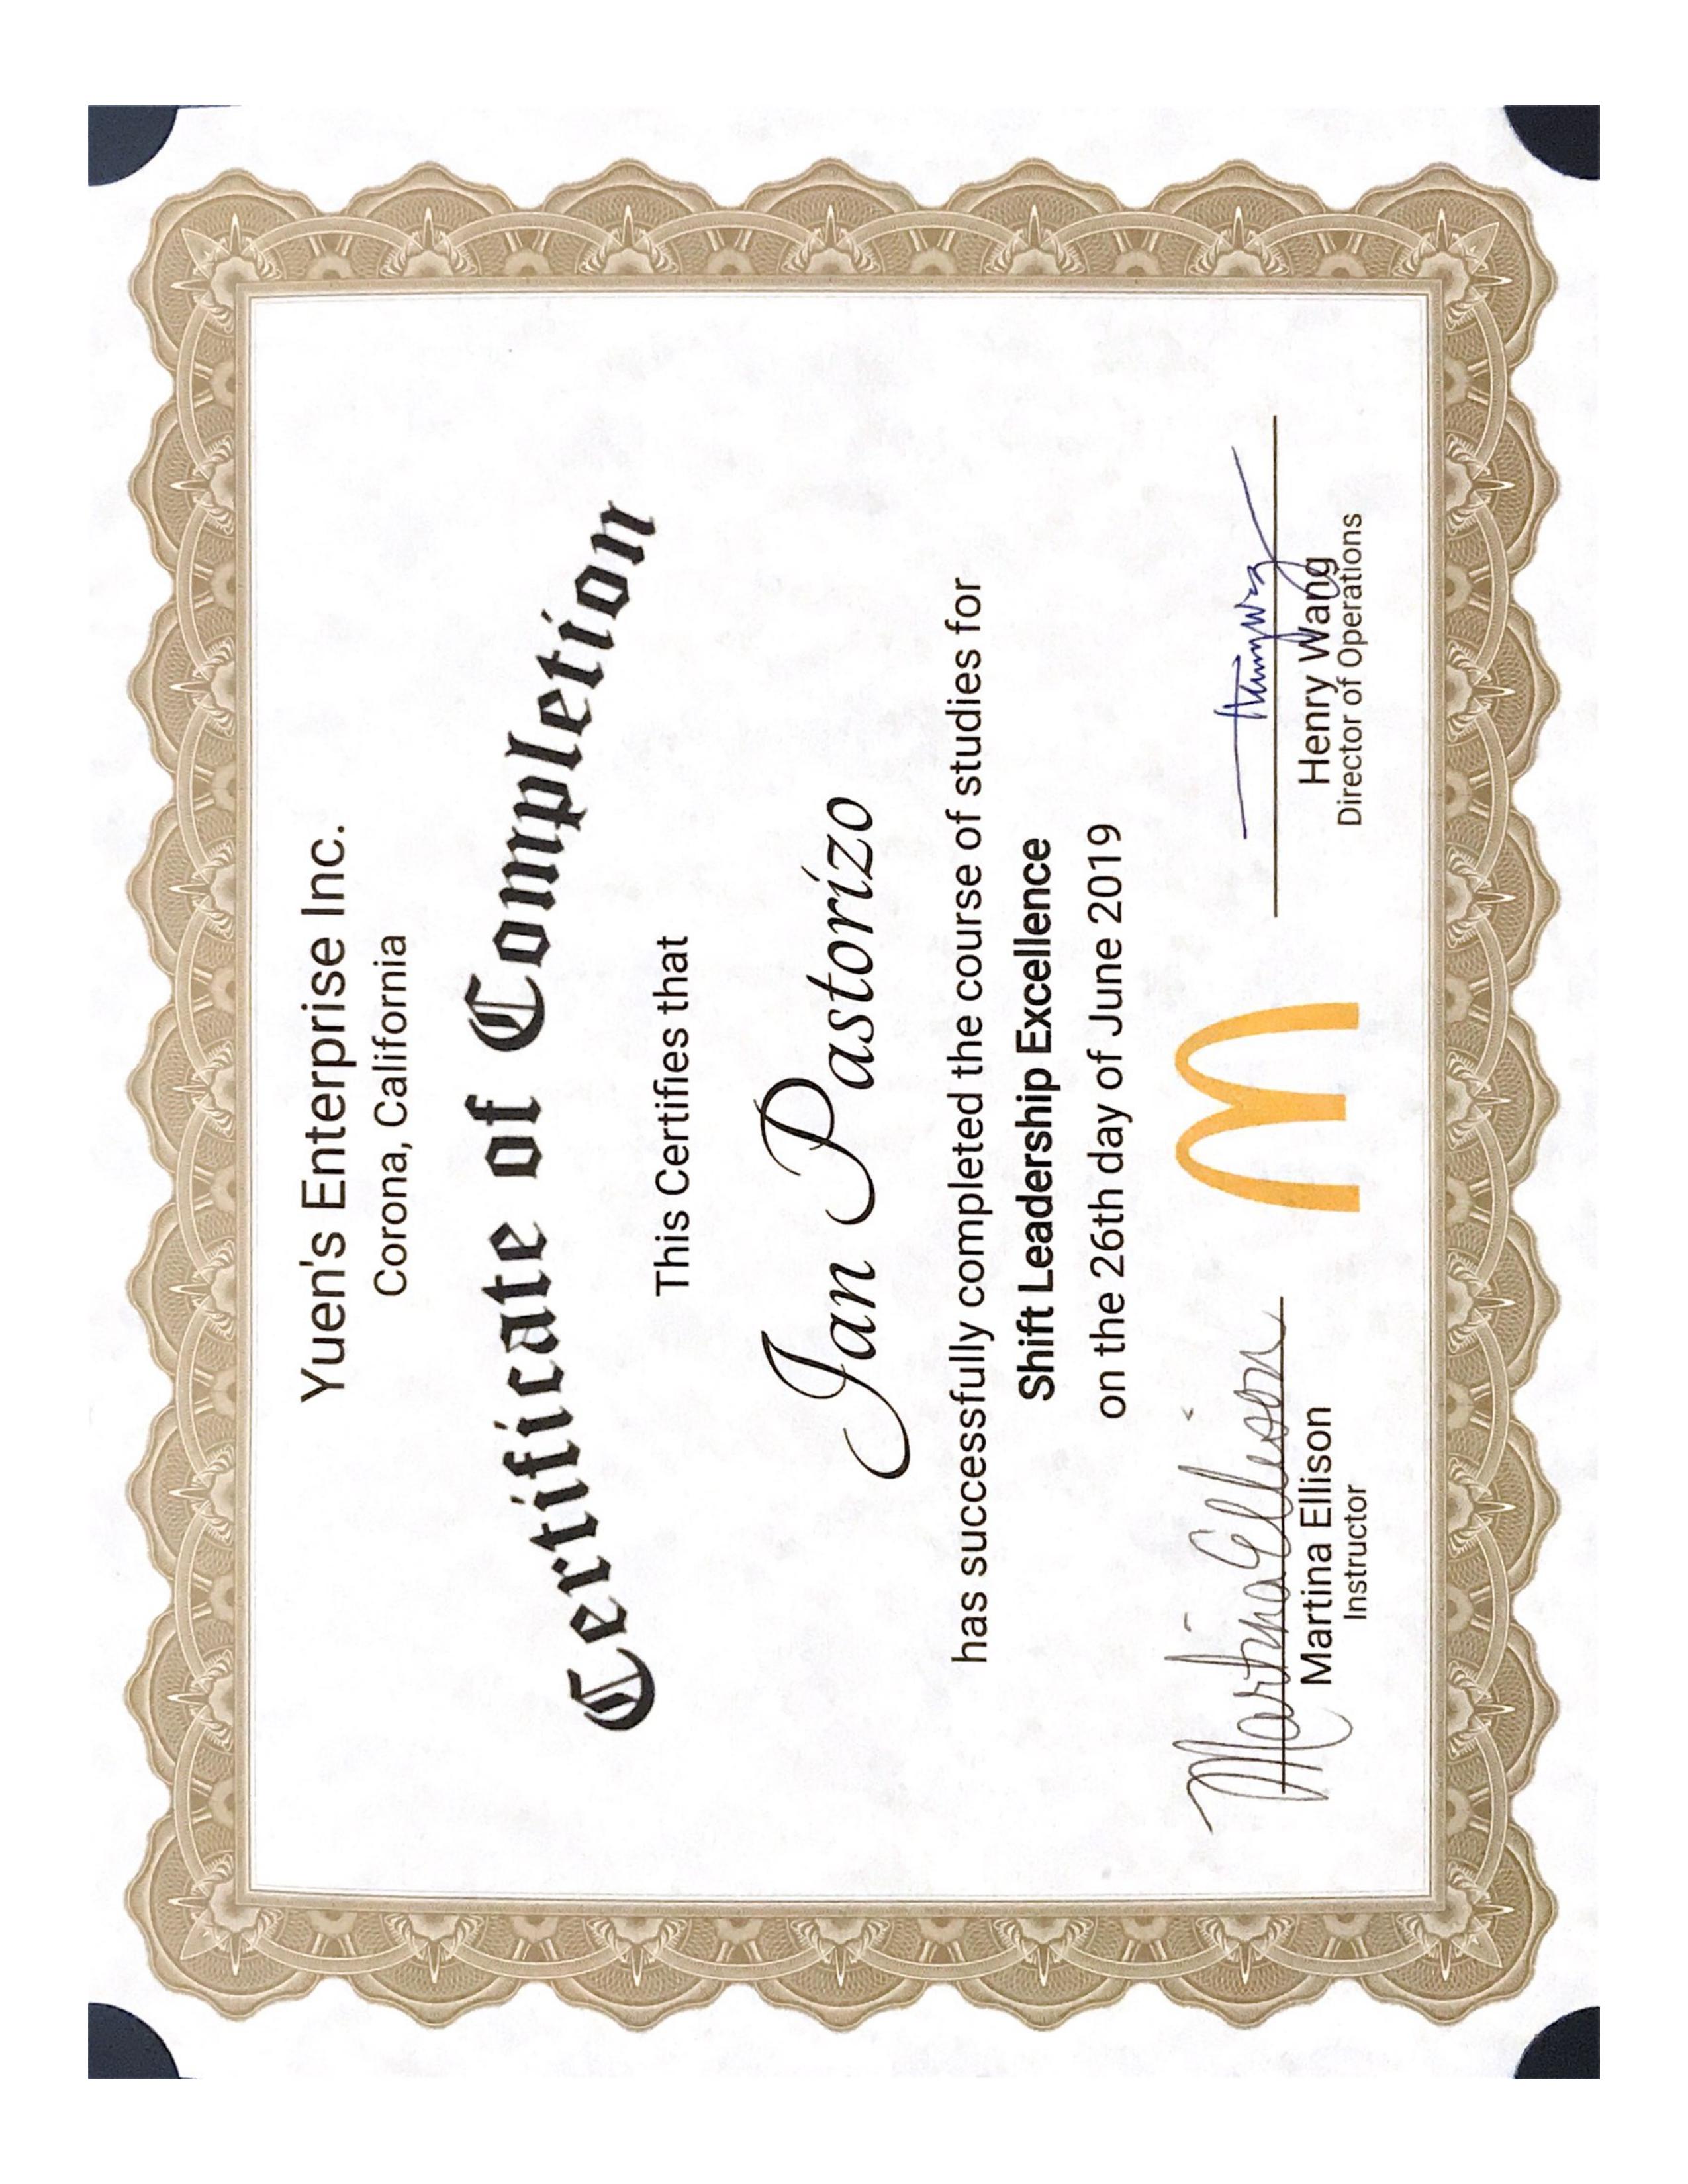 Yuen's Enterprise Inc.
Corona, California
Certificate of Completion
This Certifies that
Jan Pastorizo
has successfully completed the course of studies for
Shift Leadership Excellence
on the 26th day of June 2019
Martina Ellison
Martina Ellison
Instructor
Henry Wang
Henry Wang
Director of Operations